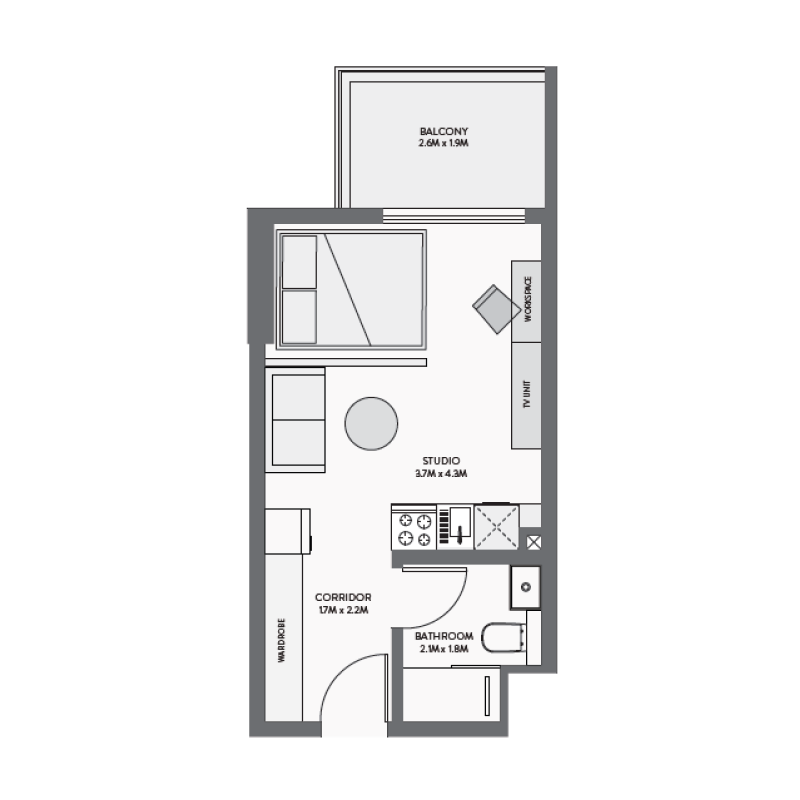 BALCONY
2.6M x 1.9M
WORKSPACE
TV UNIT
STUDIO
3.7M x 4.3M
CORRIDOR
1.7M x 2.2M
WARDROBE
BATHROOM
2.1M x 1.8M